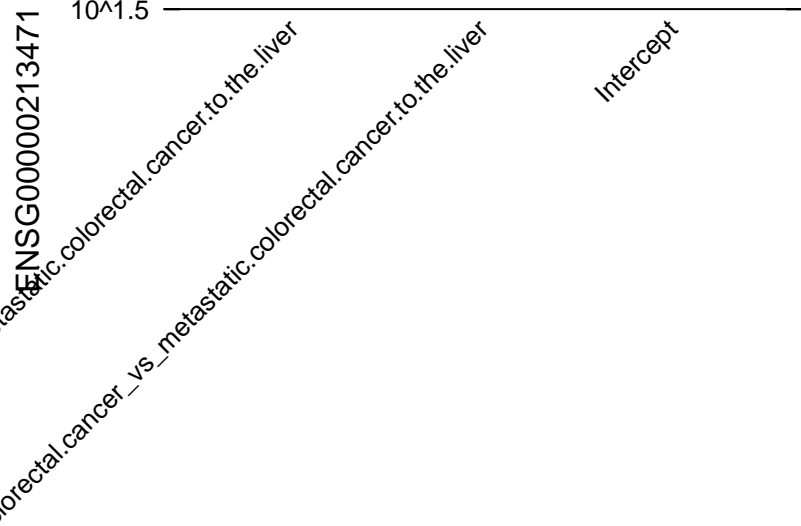 10^1.5
ENSG00000213471
metastatic.colorectal.cancer.to.the.liver
colorectal.cancer_vs_metastatic.colorectal.cancer.to.the.liver
Intercept